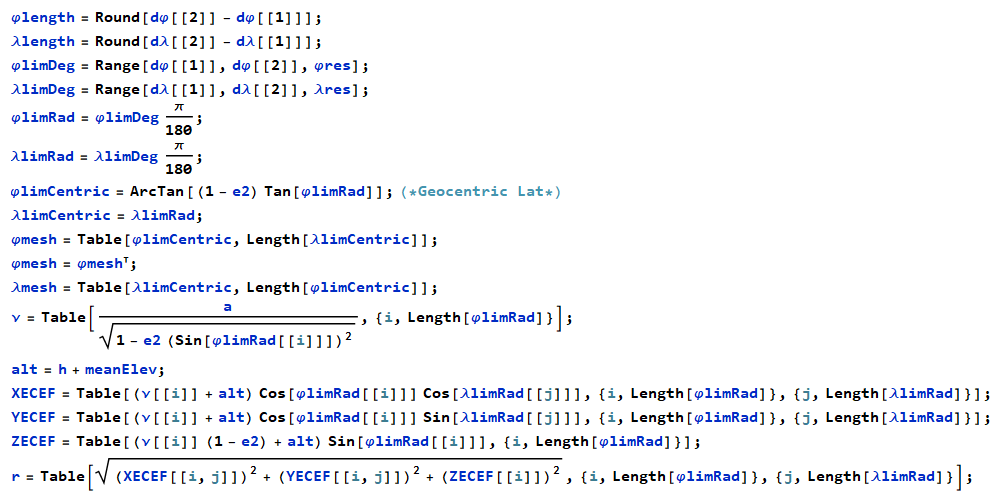 φlength = Round[dφ[[2]] - dφ[[1]]];
λlength = Round[dλ[[2]] - dλ[[1]]];
φlimDeg = Range[dφ[[1]], dφ[[2]], φres];
λlimDeg = Range[dλ[[1]], dλ[[2]], λres];
φlimRad = φlimDeg π/180;
λlimRad = λlimDeg π/180;
φlimCentric = ArcTan[(1 - e2) Tan[φlimRad]]; (*Geocentric Lat*)
λlimCentric = λlimRad;
φmesh = Table[φlimCentric, Length[λlimCentric]];
φmesh = φmeshᵀ;
λmesh = Table[λlimCentric, Length[φlimCentric]];
ν = Table[a/√(1 - e2 (Sin[φlimRad[[i]]])²), {i, Length[φlimRad]}];
alt = h + meanElev;
XECEF = Table[(ν[[i]] + alt) Cos[φlimRad[[i]]] Cos[λlimRad[[j]]], {i, Length[φlimRad]}, {j, Length[λlimRad]}];
YECEF = Table[(ν[[i]] + alt) Cos[φlimRad[[i]]] Sin[λlimRad[[j]]], {i, Length[φlimRad]}, {j, Length[λlimRad]}];
ZECEF = Table[(ν[[i]] (1 - e2) + alt) Sin[φlimRad[[i]]], {i, Length[φlimRad]}];
r = Table[√((XECEF[[i, j]])² + (YECEF[[i, j]])² + (ZECEF[[i]])²), {i, Length[φlimRad]}, {j, Length[λlimRad]}];